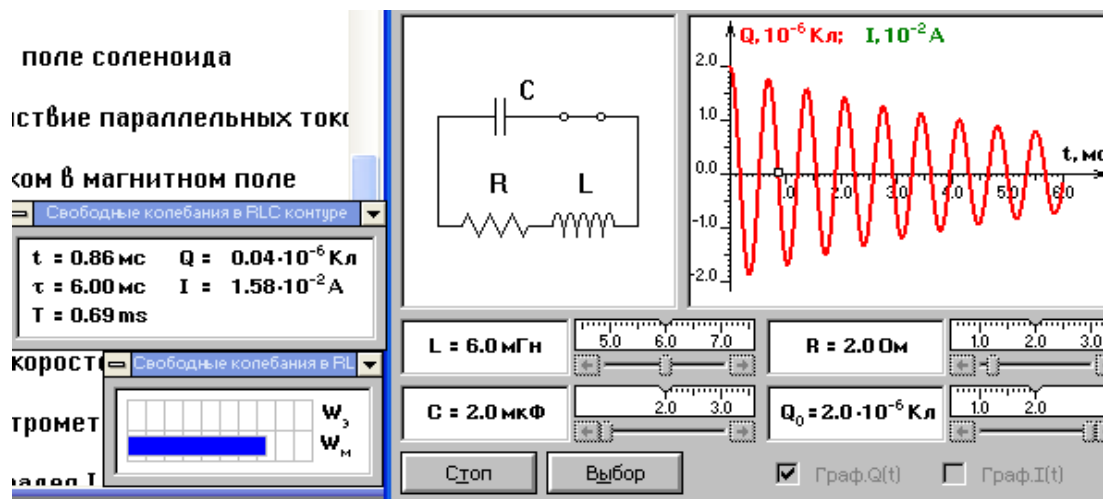 поле соленоида
ствие параллельных ток
ком в магнитном поле
Свободные колебания в RLC контуре
t = 0.86 мс Q = 0.04·10⁻⁶ Кл
τ = 6.00 мс I = 1.58·10⁻² А
T = 0.69 ms
корост
Свободные колебания в RL
Wэ
Wм
тромет
C
R L
Q, 10⁻⁶ Кл; I, 10⁻² А
2.0
1.0
0.0
-1.0
-2.0
t, мс
1.0 2.0 3.0 4.0 5.0 6.0
L = 6.0 мГн
5.0 6.0 7.0
R = 2.0 Ом
1.0 2.0 3.0
C = 2.0 мкФ
2.0 3.0
Q₀ = 2.0·10⁻⁶ Кл
1.0 2.0
Стоп
Выбор
Граф.Q(t)
Граф.I(t)